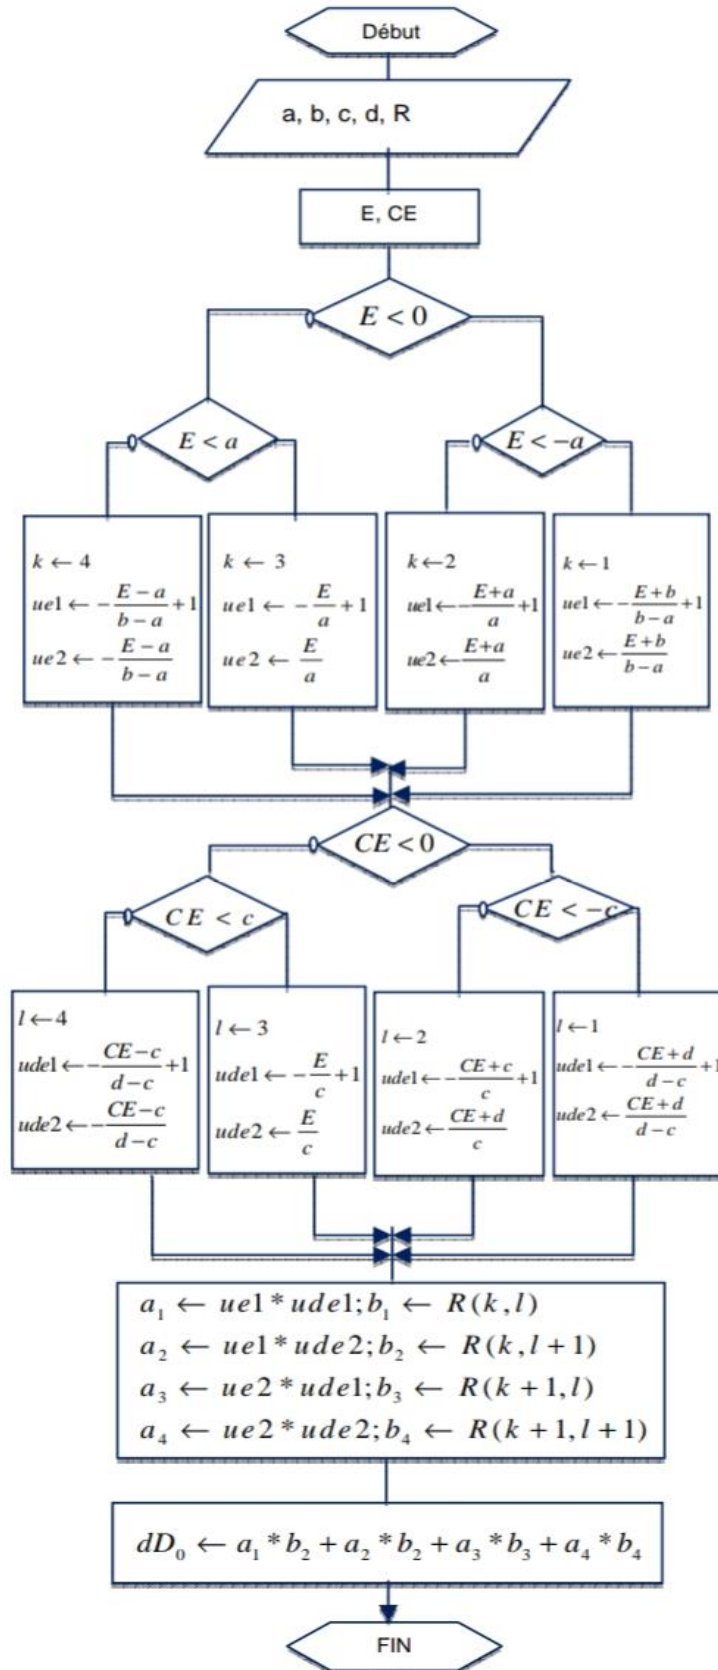 Début
a, b, c, d, R
E, CE
E < 0
E < a
E < −a
k ← 4
ue1 ← −(E − a)/(b − a) + 1
ue2 ← −(E − a)/(b − a)
k ← 3
ue1 ← −E/a + 1
ue2 ← E/a
k ← 2
ue1 ← −(E + a)/a + 1
ue2 ← (E + a)/a
k ← 1
ue1 ← −(E + b)/(b − a) + 1
ue2 ← (E + b)/(b − a)
CE < 0
CE < c
CE < −c
l ← 4
ude1 ← −(CE − c)/(d − c) + 1
ude2 ← −(CE − c)/(d − c)
l ← 3
ude1 ← −E/c + 1
ude2 ← E/c
l ← 2
ude1 ← −(CE + c)/c + 1
ude2 ← (CE + d)/c
l ← 1
ude1 ← −(CE + d)/(d − c) + 1
ude2 ← (CE + d)/(d − c)
a₁ ← ue1 * ude1; b₁ ← R(k, l)
a₂ ← ue1 * ude2; b₂ ← R(k, l + 1)
a₃ ← ue2 * ude1; b₃ ← R(k + 1, l)
a₄ ← ue2 * ude2; b₄ ← R(k + 1, l + 1)
dD₀ ← a₁ * b₂ + a₂ * b₂ + a₃ * b₃ + a₄ * b₄
FIN